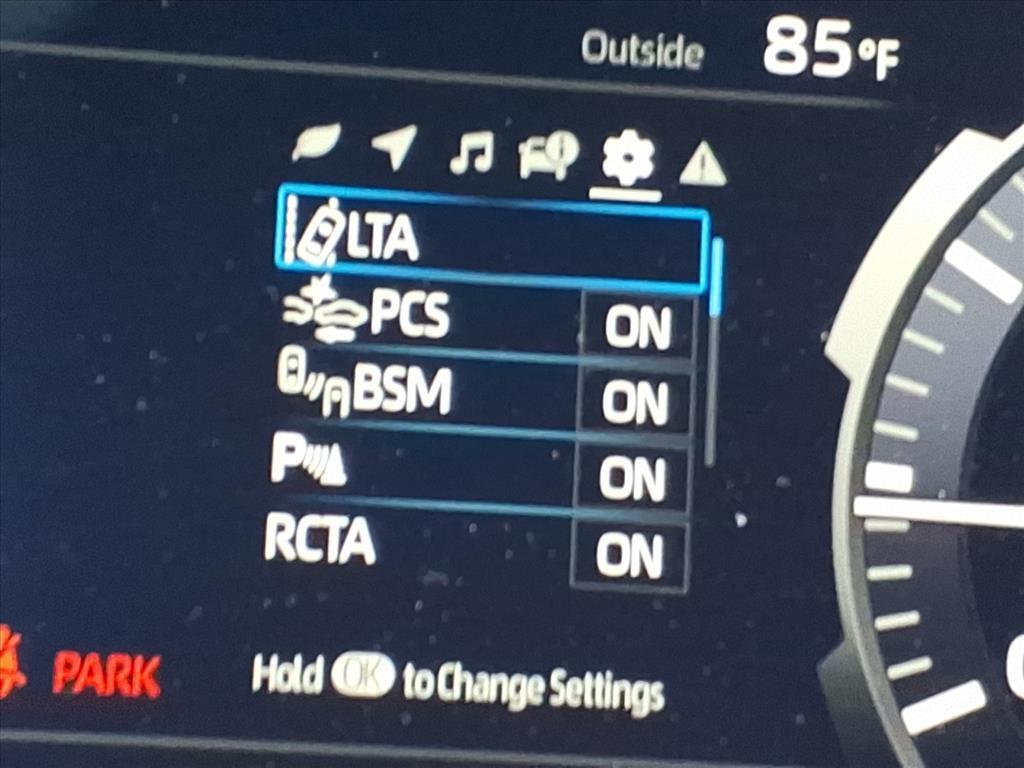 Outside 85°F
LTA
PCS ON
BSM ON
P ON
RCTA ON
PARK
Hold OK to Change Settings